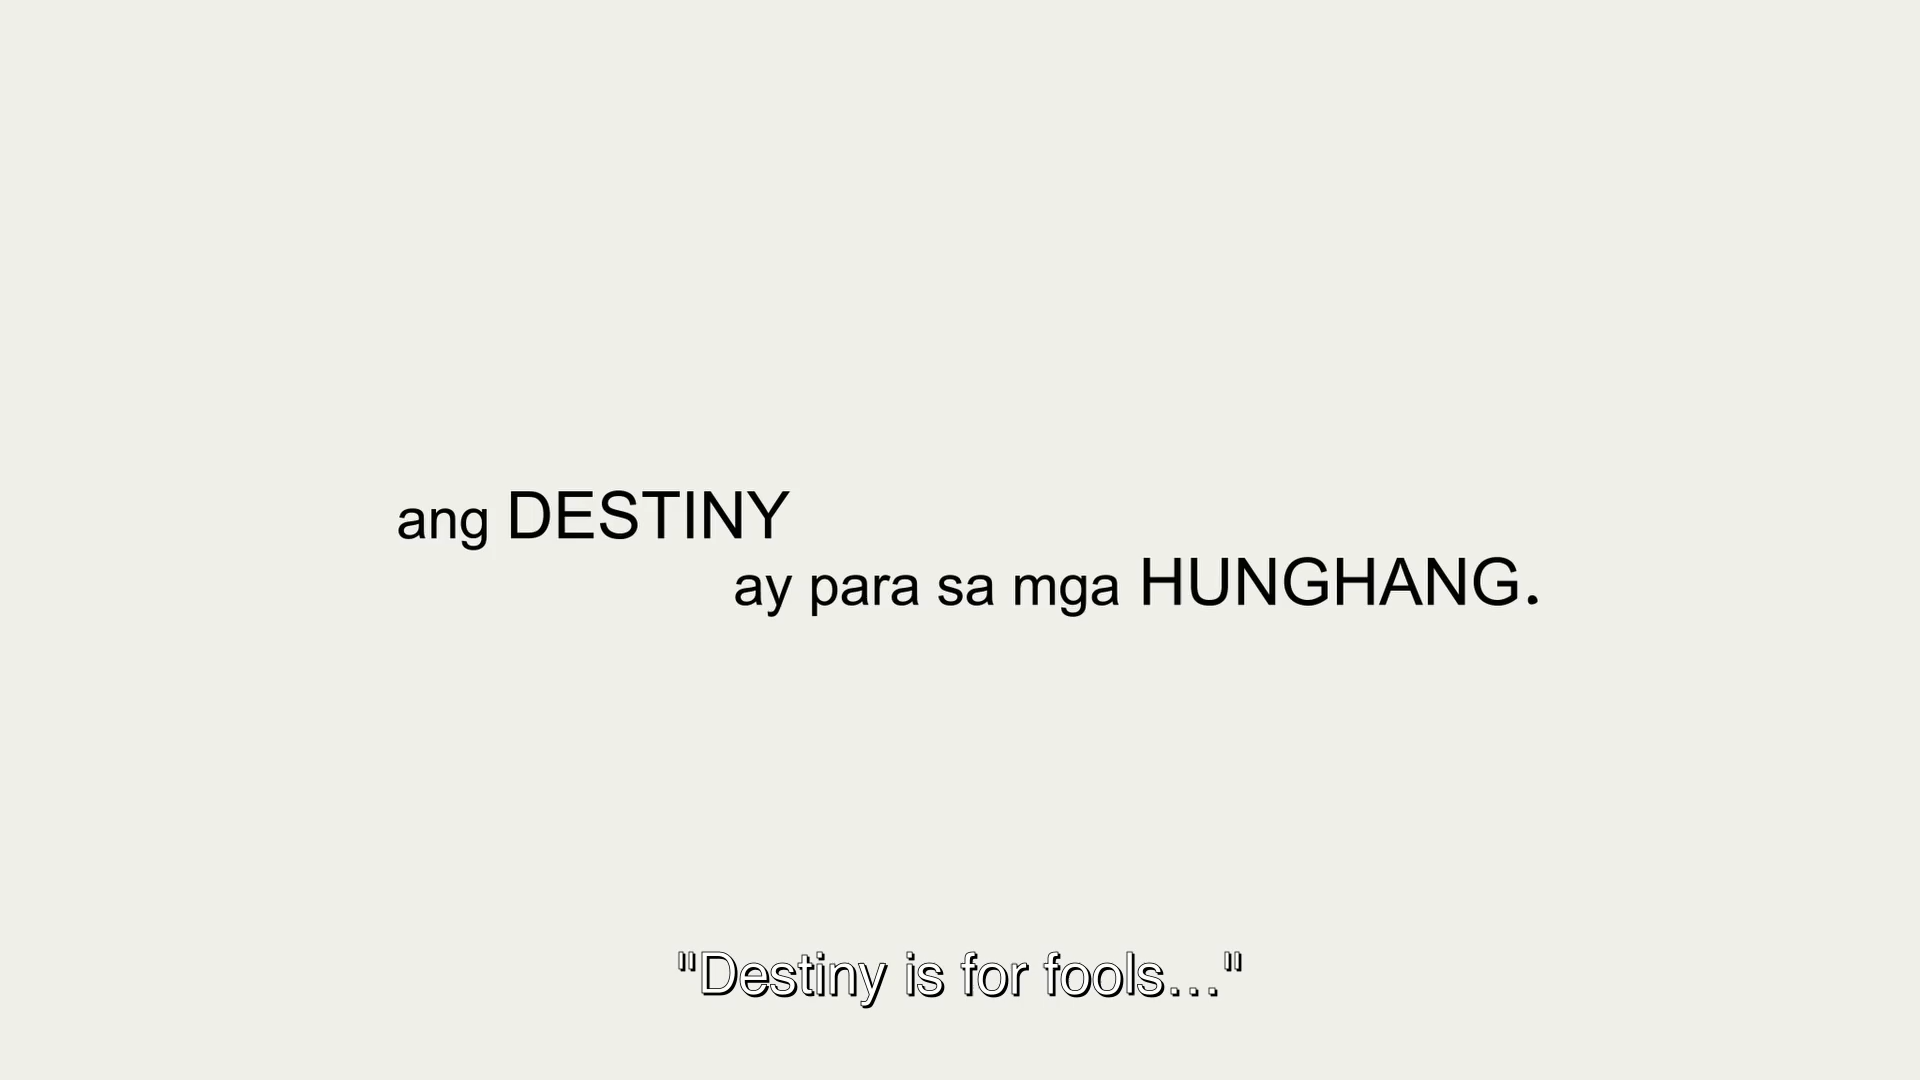 ang DESTINY
ay para sa mga HUNGHANG.
"Destiny is for fools..."